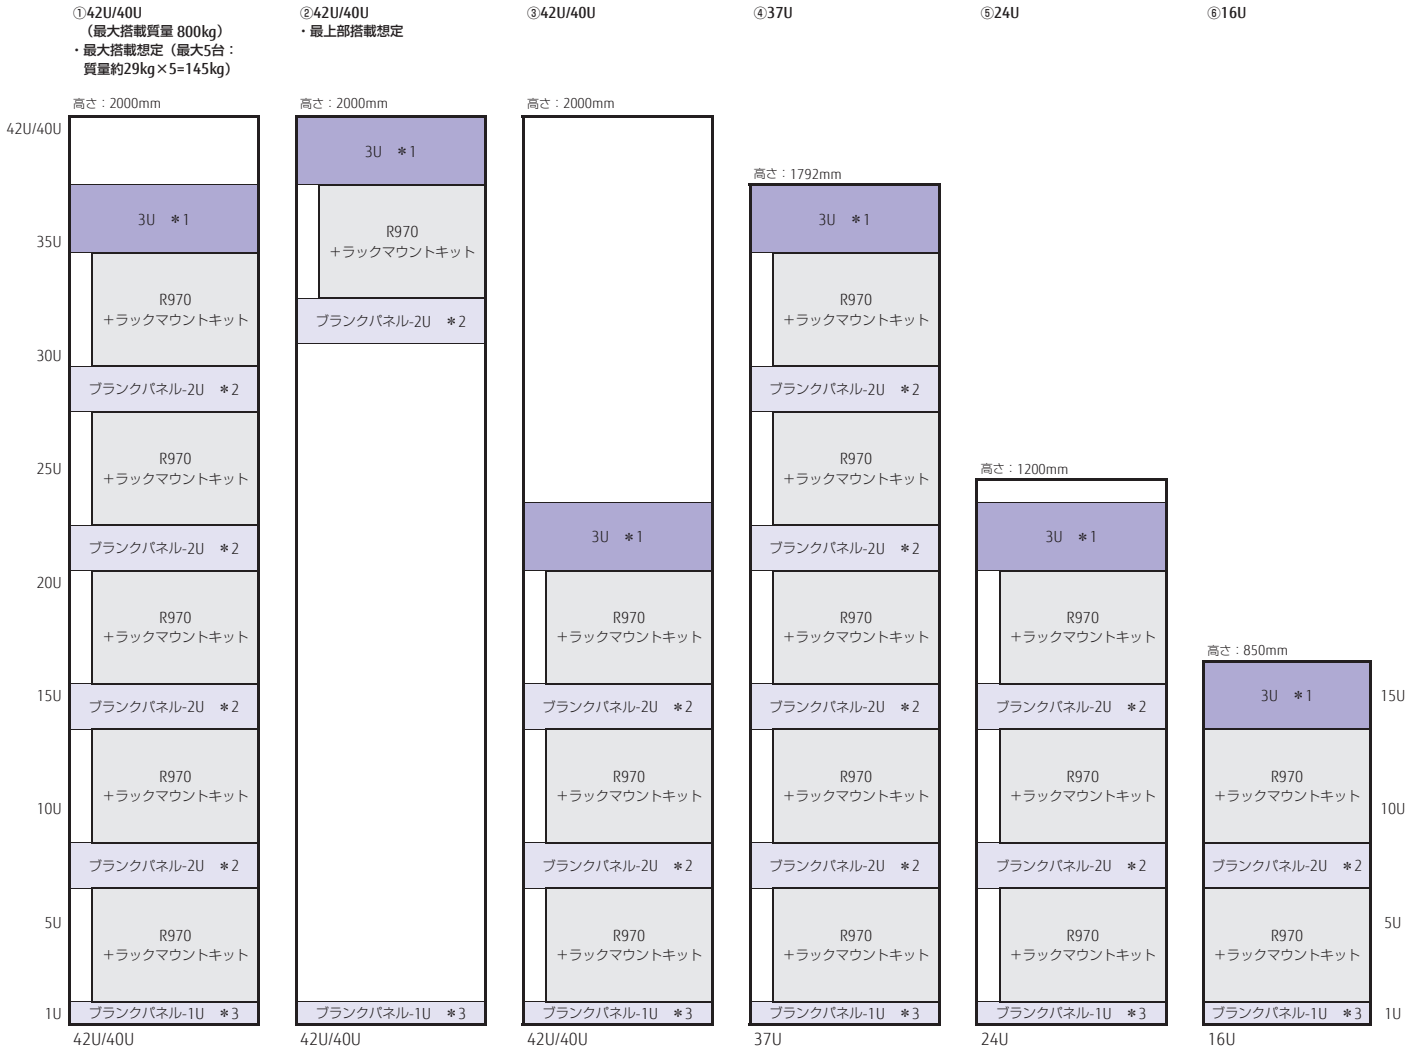 ①42U/40U
（最大搭載質量 800kg）
・最大搭載想定（最大5台：
質量約29kg×5=145kg）
高さ：2000mm
42U/40U
35U
30U
25U
20U
15U
10U
5U
1U
3U ＊1
R970
＋ラックマウントキット
ブランクパネル-2U ＊2
R970
＋ラックマウントキット
ブランクパネル-2U ＊2
R970
＋ラックマウントキット
ブランクパネル-2U ＊2
R970
＋ラックマウントキット
ブランクパネル-2U ＊2
R970
＋ラックマウントキット
ブランクパネル-1U ＊3
42U/40U
②42U/40U
・最上部搭載想定
高さ：2000mm
3U ＊1
R970
＋ラックマウントキット
ブランクパネル-2U ＊2
ブランクパネル-1U ＊3
42U/40U
③42U/40U
高さ：2000mm
3U ＊1
R970
＋ラックマウントキット
ブランクパネル-2U ＊2
R970
＋ラックマウントキット
ブランクパネル-2U ＊2
R970
＋ラックマウントキット
ブランクパネル-1U ＊3
42U/40U
④37U
高さ：1792mm
3U ＊1
R970
＋ラックマウントキット
ブランクパネル-2U ＊2
R970
＋ラックマウントキット
ブランクパネル-2U ＊2
R970
＋ラックマウントキット
ブランクパネル-2U ＊2
R970
＋ラックマウントキット
ブランクパネル-2U ＊2
R970
＋ラックマウントキット
ブランクパネル-1U ＊3
37U
⑤24U
高さ：1200mm
3U ＊1
R970
＋ラックマウントキット
ブランクパネル-2U ＊2
R970
＋ラックマウントキット
ブランクパネル-2U ＊2
R970
＋ラックマウントキット
ブランクパネル-1U ＊3
24U
⑥16U
高さ：850mm
3U ＊1
R970
＋ラックマウントキット
ブランクパネル-2U ＊2
R970
＋ラックマウントキット
ブランクパネル-1U ＊3
16U
15U
10U
5U
1U